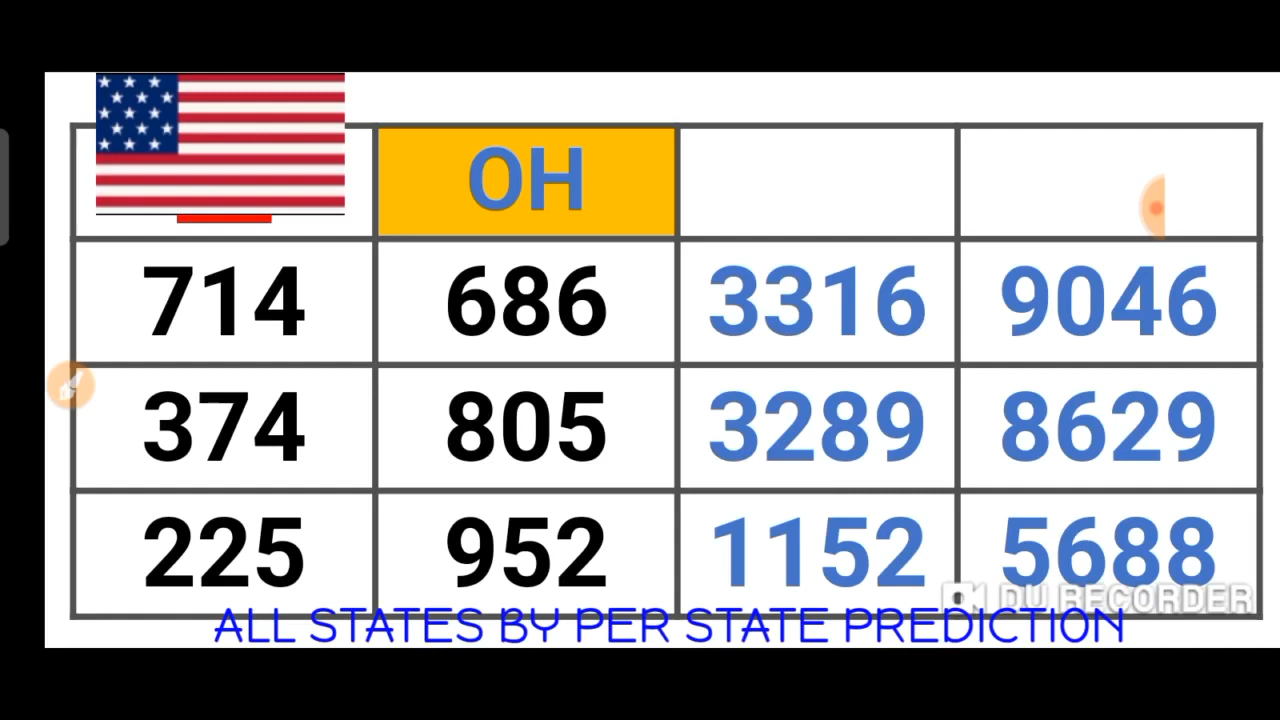 OH
714 686 3316 9046
374 805 3289 8629
225 952 1152 5688
DU RECORDER
ALL STATES BY PER STATE PREDICTION